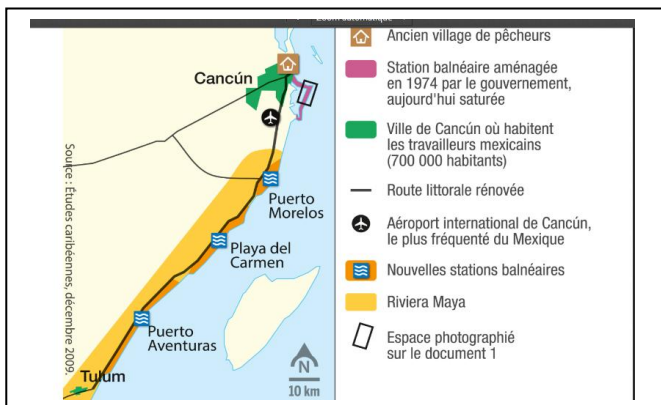 Zoom automatique
Cancún
Puerto
Morelos
Playa del
Carmen
Puerto
Aventuras
Tulum
N
10 km
Source : Études caribéennes, décembre 2009.
Ancien village de pêcheurs
Station balnéaire aménagée
en 1974 par le gouvernement,
aujourd'hui saturée
Ville de Cancún où habitent
les travailleurs mexicains
(700 000 habitants)
Route littorale rénovée
Aéroport international de Cancún,
le plus fréquenté du Mexique
Nouvelles stations balnéaires
Riviera Maya
Espace photographié
sur le document 1